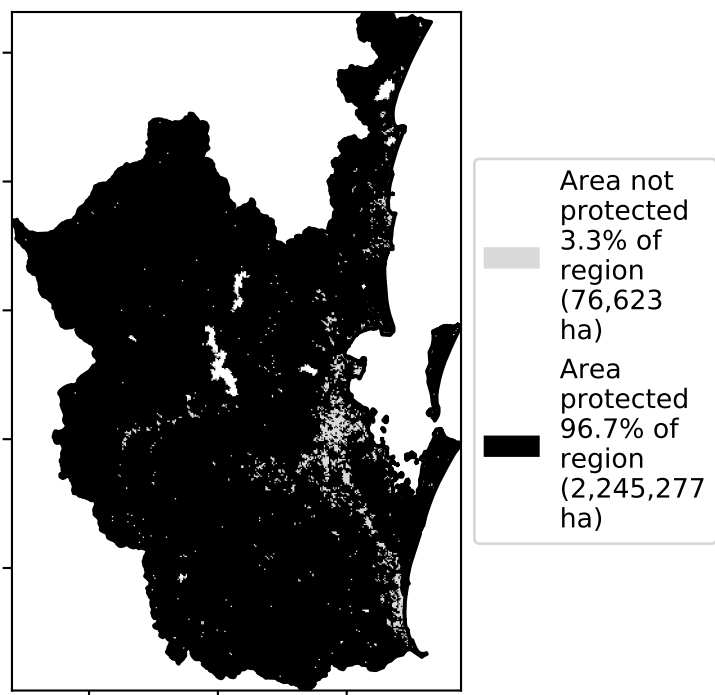 Area not
protected
3.3% of
region
(76,623
ha)
Area
protected
96.7% of
region
(2,245,277
ha)